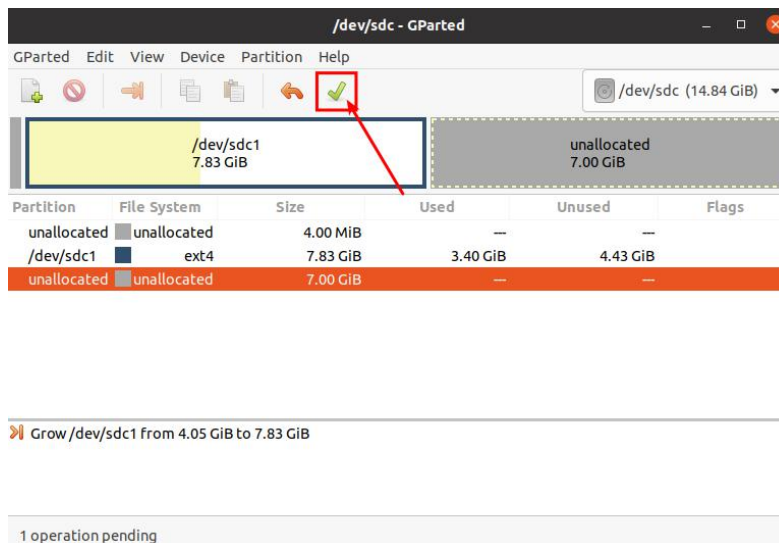 /dev/sdc - GParted
GParted Edit View Device Partition Help
/dev/sdc (14.84 GiB)
/dev/sdc1
7.83 GiB
unallocated
7.00 GiB
Partition File System Size Used Unused Flags
unallocated unallocated 4.00 MiB --- ---
/dev/sdc1 ext4 7.83 GiB 3.40 GiB 4.43 GiB
unallocated unallocated 7.00 GiB --- ---
Grow /dev/sdc1 from 4.05 GiB to 7.83 GiB
1 operation pending